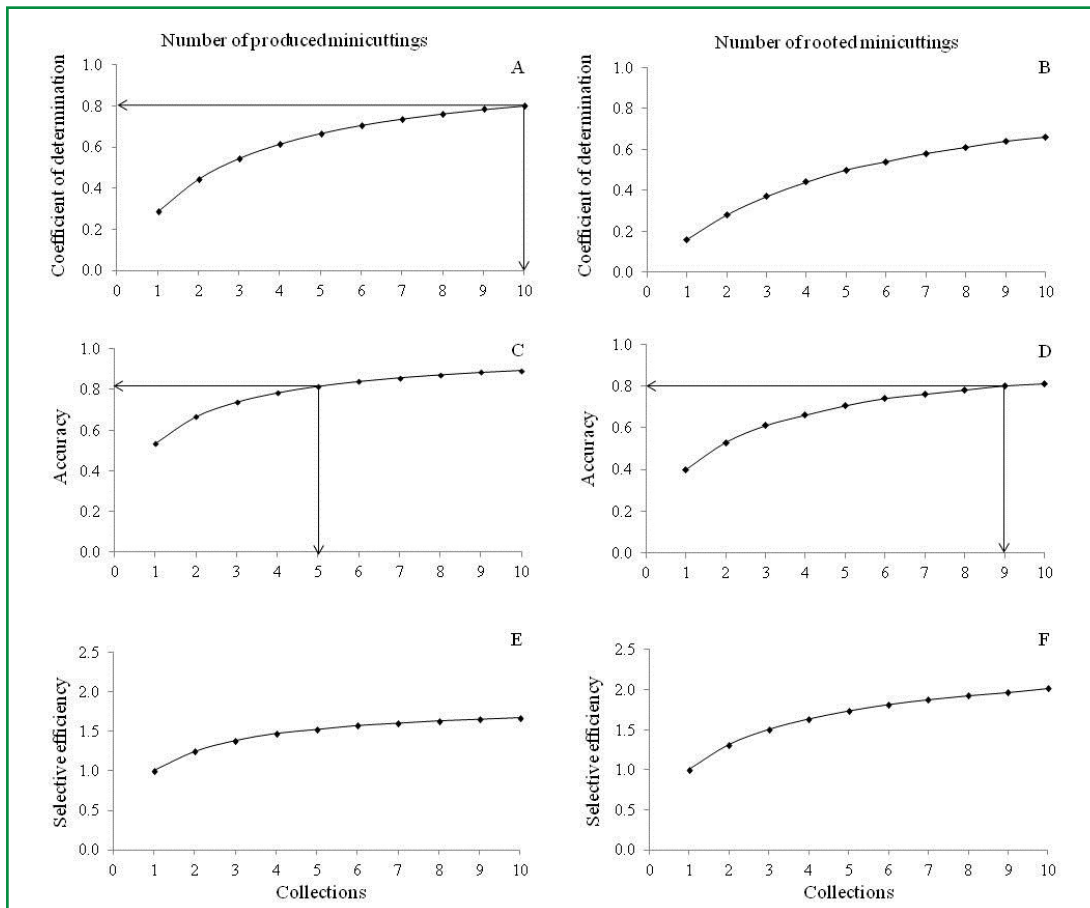 Number of produced minicuttings
A
Coefficient of determination
1.0
0.8
0.6
0.4
0.2
0.0
0 1 2 3 4 5 6 7 8 9 10
Number of rooted minicuttings
B
Coefficient of determination
1.0
0.8
0.6
0.4
0.2
0.0
0 1 2 3 4 5 6 7 8 9 10
C
Accuracy
1.0
0.8
0.6
0.4
0.2
0.0
0 1 2 3 4 5 6 7 8 9 10
D
Accuracy
1.0
0.8
0.6
0.4
0.2
0.0
0 1 2 3 4 5 6 7 8 9 10
E
Selective efficiency
2.5
2.0
1.5
1.0
0.5
0.0
0 1 2 3 4 5 6 7 8 9 10
Collections
F
Selective efficiency
2.5
2.0
1.5
1.0
0.5
0.0
0 1 2 3 4 5 6 7 8 9 10
Collections